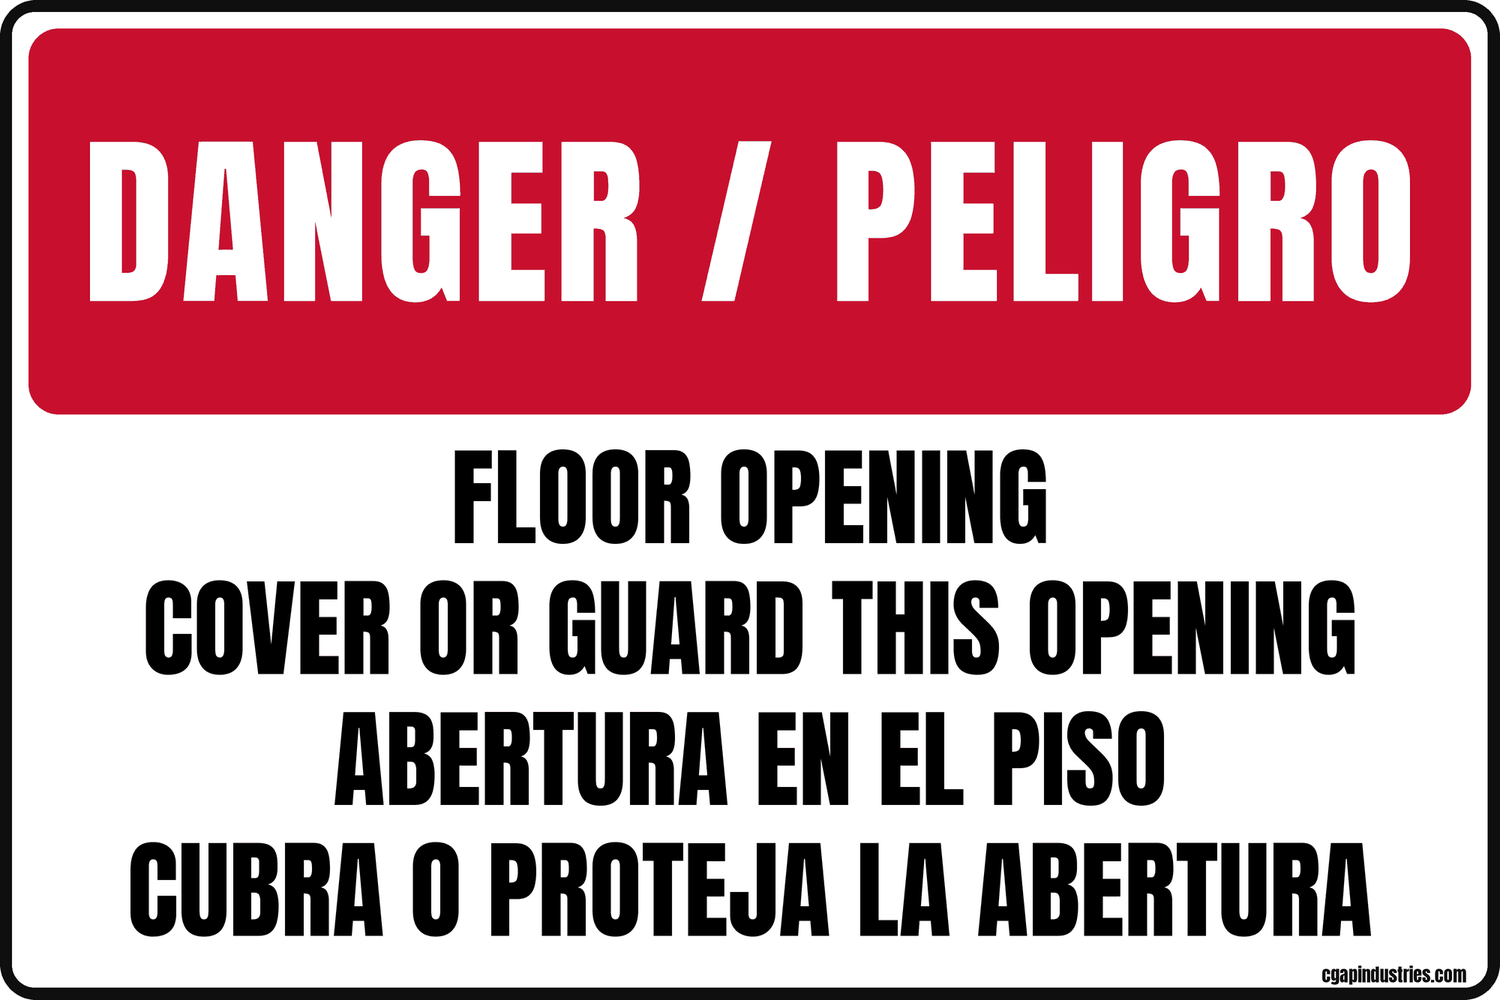 DANGER / PELIGRO
FLOOR OPENING
COVER OR GUARD THIS OPENING
ABERTURA EN EL PISO
CUBRA O PROTEJA LA ABERTURA
cgapindustries.com